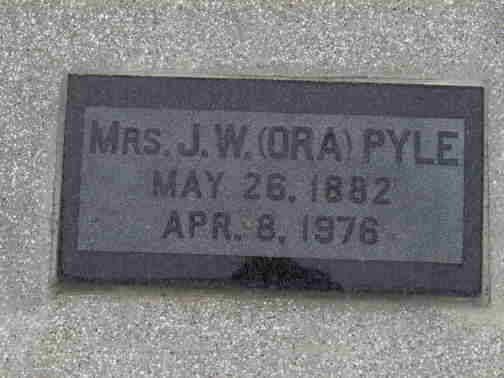 MRS. J.W. (ORA) PYLE
MAY 26, 1882
APR. 8, 1976